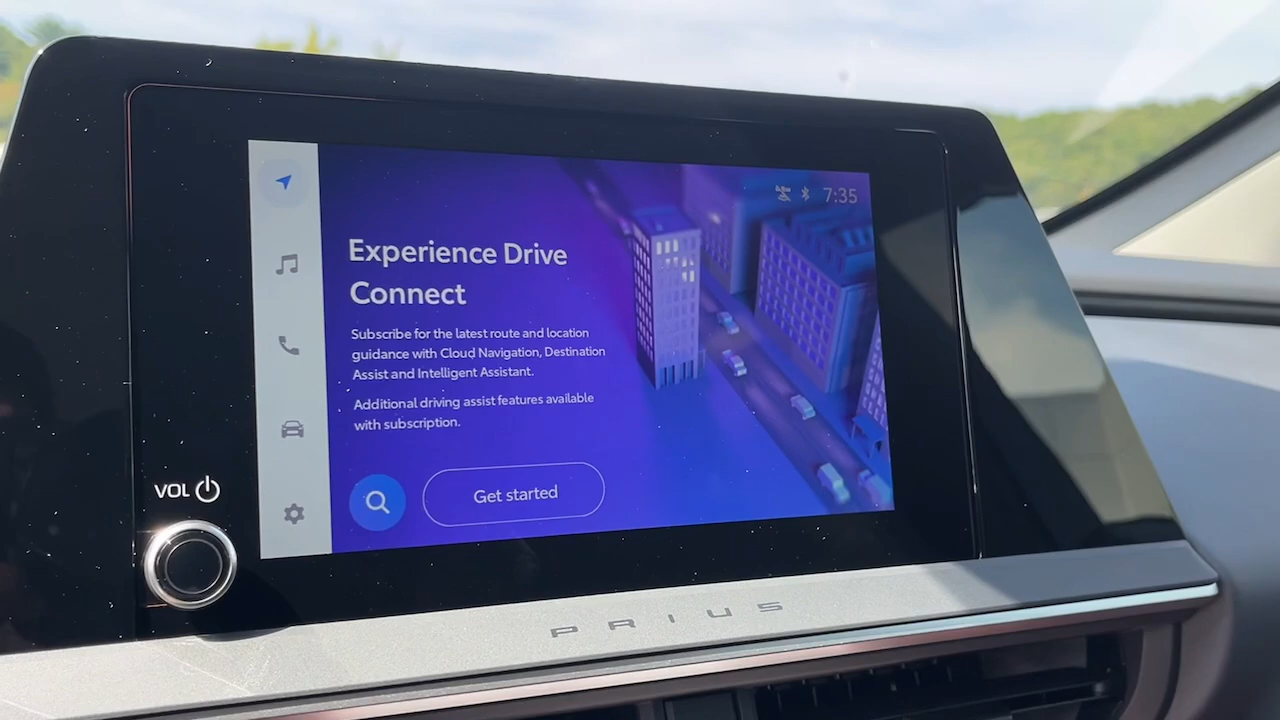 7:35
Experience Drive
Connect
Subscribe for the latest route and location
guidance with Cloud Navigation, Destination
Assist and Intelligent Assistant.
Additional driving assist features available
with subscription.
Get started
VOL
PRIUS